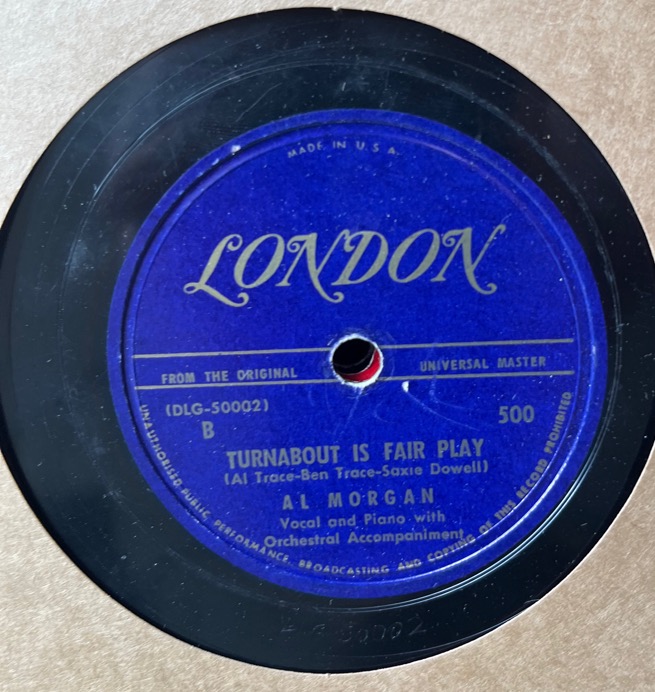 MADE IN U.S.A.
LONDON
FROM THE ORIGINAL
UNIVERSAL MASTER
(DLG-50002)
500
B
TURNABOUT IS FAIR PLAY
(Al Trace-Ben Trace-Saxie Dowell)
AL MORGAN
Vocal and Piano with
Orchestral Accompaniment
UNAUTHORISED PUBLIC PERFORMANCE, BROADCASTING AND COPYING OF THIS RECORD PROHIBITED